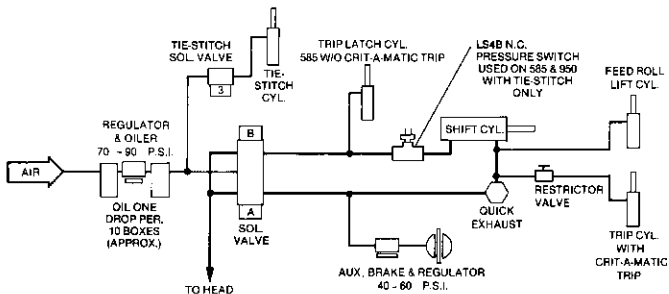 TIE-STITCH
SOL. VALVE
3
TIE-
STITCH
CYL.
TRIP LATCH CYL.
585 W/O CRIT-A-MATIC TRIP
LS4B N.C.
PRESSURE SWITCH
USED ON 585 & 950
WITH TIE-STITCH
ONLY
FEED ROLL
LIFT CYL.
REGULATOR
& OILER
70 - 90 P.S.I.
AIR
OIL ONE
DROP PER.
10 BOXES
(APPROX.)
B
A
SOL.
VALVE
SHIFT CYL.
QUICK
EXHAUST
RESTRICTOR
VALVE
TRIP CYL.
WITH
CRIT-A-MATIC
TRIP
AUX, BRAKE & REGULATOR
40 - 60 P.S.I.
TO HEAD